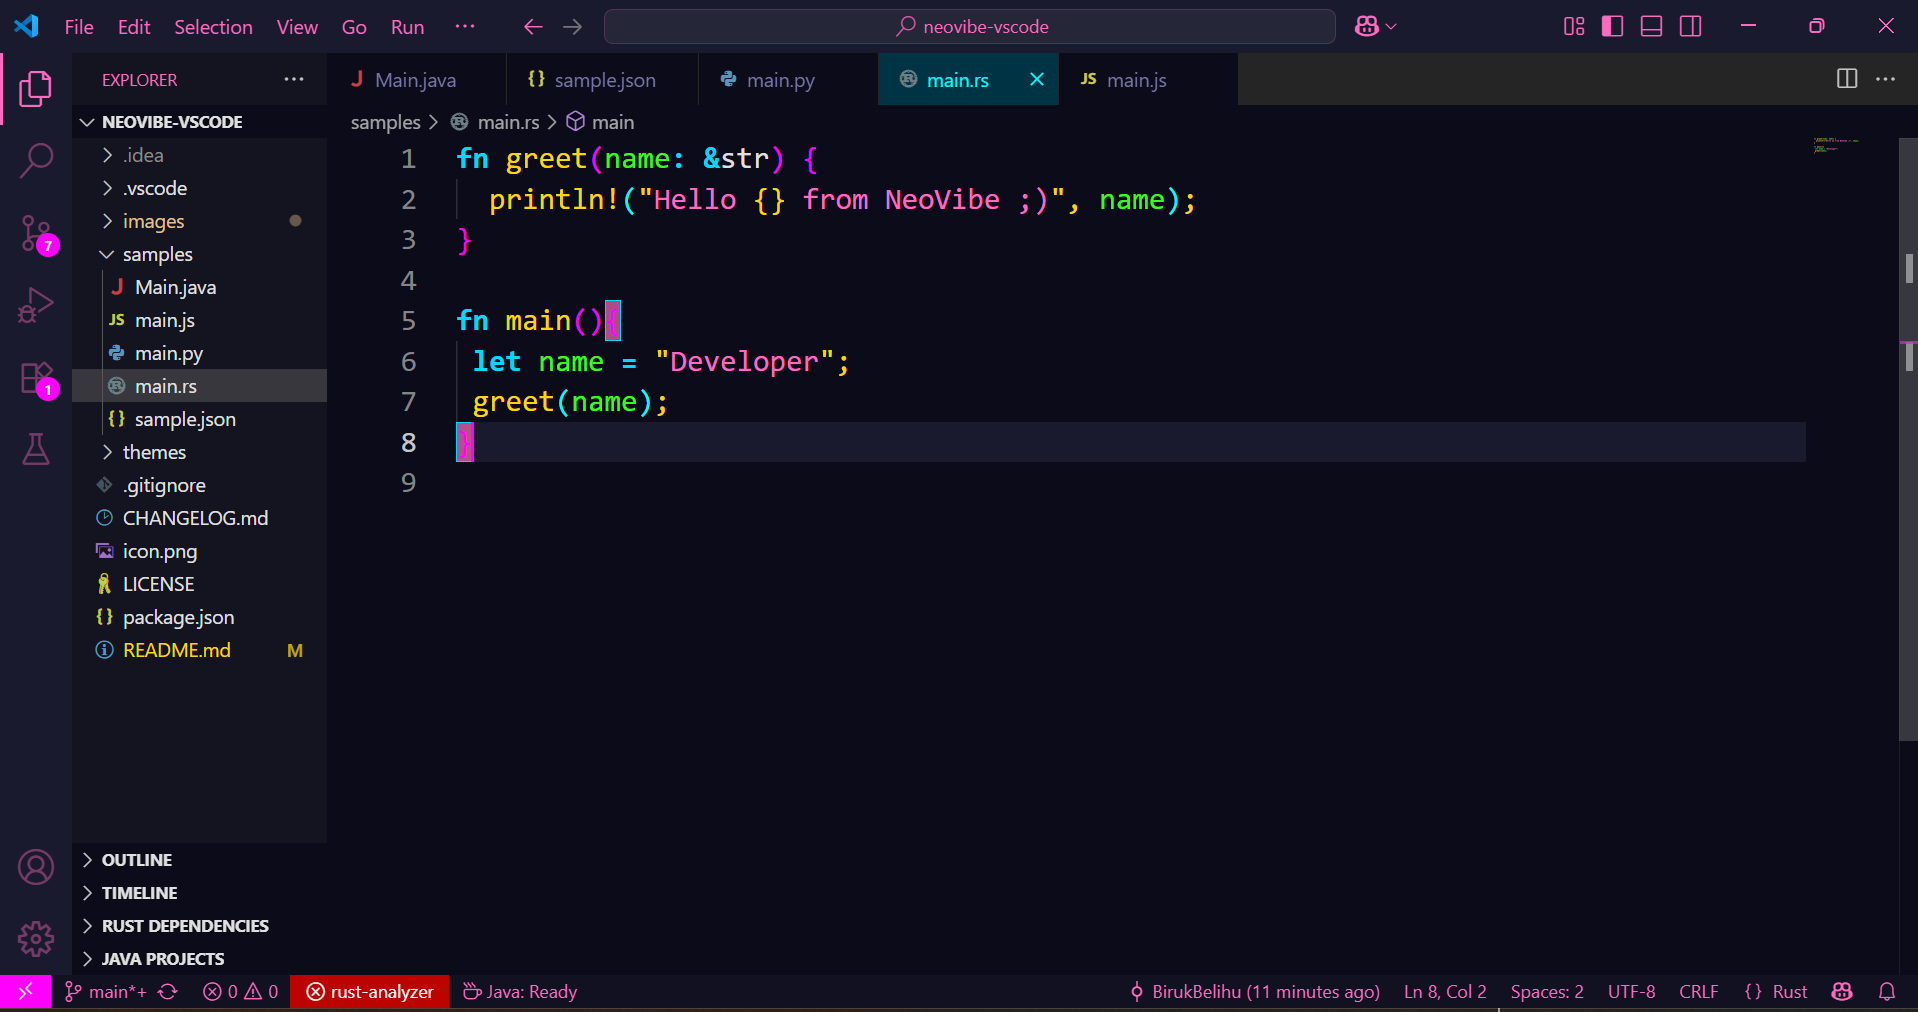 File Edit Selection View Go Run ··· neovibe-vscode
EXPLORER ···
NEOVIBE-VSCODE
.idea
.vscode
images
samples
Main.java
JS main.js
main.py
main.rs
{} sample.json
themes
.gitignore
CHANGELOG.md
icon.png
LICENSE
{} package.json
README.md M
OUTLINE
TIMELINE
RUST DEPENDENCIES
JAVA PROJECTS
7
1
J Main.java {} sample.json main.py main.rs JS main.js
samples > main.rs > main
1 fn greet(name: &str) {
2 println!("Hello {} from NeoVibe ;)", name);
3 }
4
5 fn main(){
6 let name = "Developer";
7 greet(name);
8 }
9
main*+ 0 0 rust-analyzer Java: Ready BirukBelihu (11 minutes ago) Ln 8, Col 2 Spaces: 2 UTF-8 CRLF {} Rust